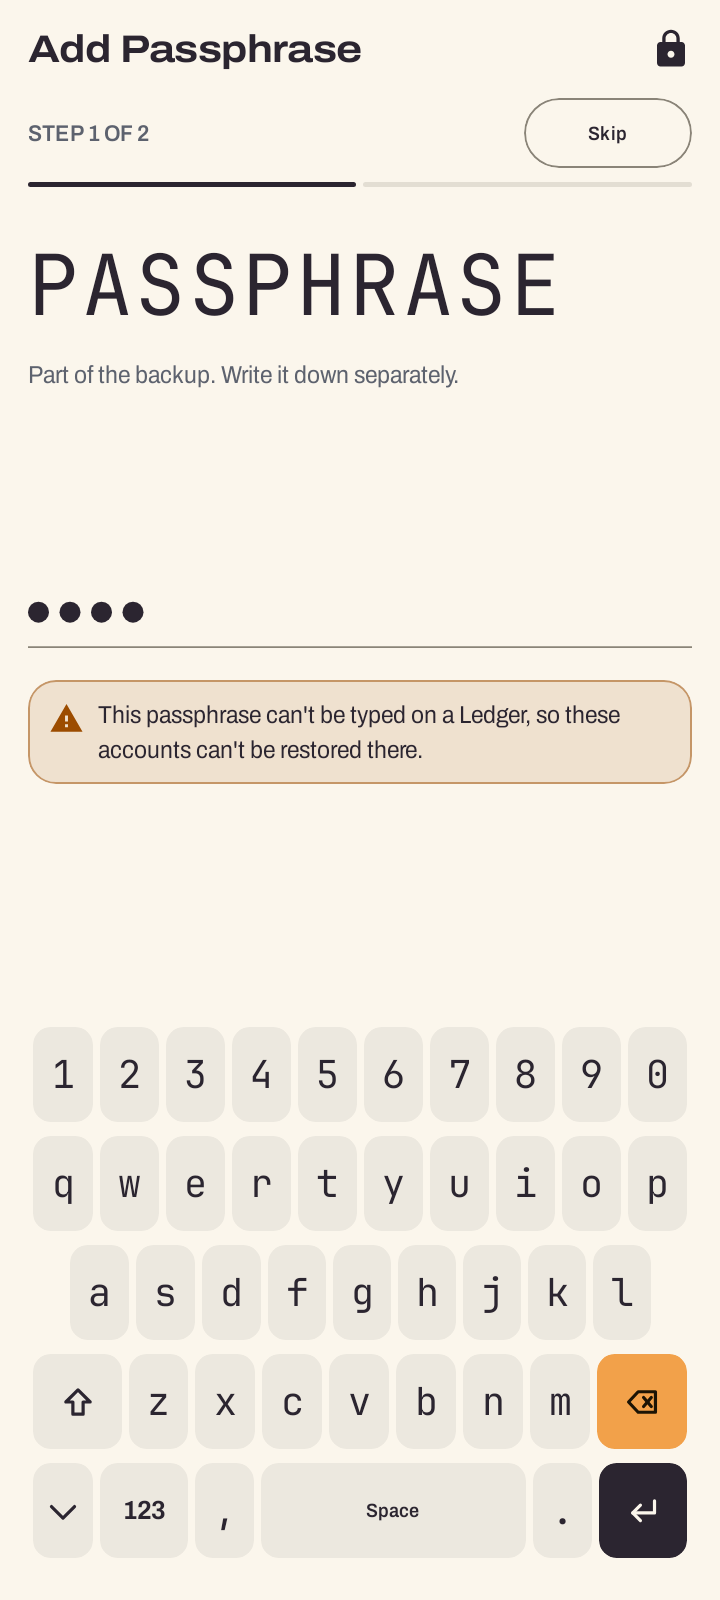 Add Passphrase
STEP 1 OF 2
Skip
PASSPHRASE
Part of the backup. Write it down separately.
This passphrase can't be typed on a Ledger, so these
accounts can't be restored there.
1 2 3 4 5 6 7 8 9 0
q w e r t y u i o p
a s d f g h j k l
z x c v b n m
123 , Space .